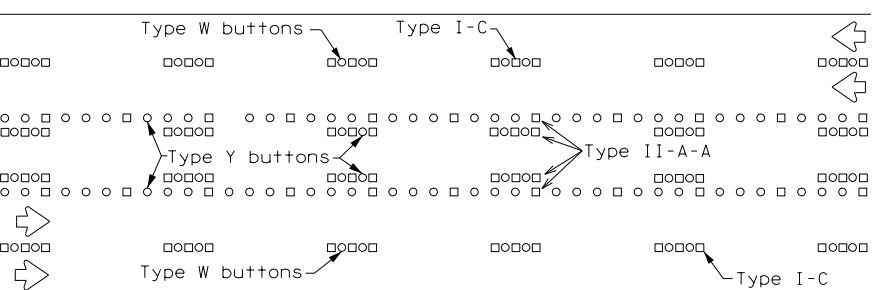 Type W buttons
Type I-C
Type Y buttons
Type II-A-A
Type W buttons
Type I-C